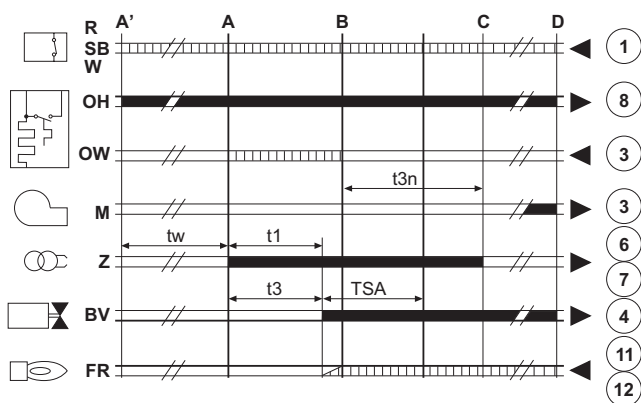 A' A B C D
R
SB 1
W
OH 8
OW 3
t3n
M 3
tw t1 6
Z
7
t3 TSA
BV 4
11
FR
12